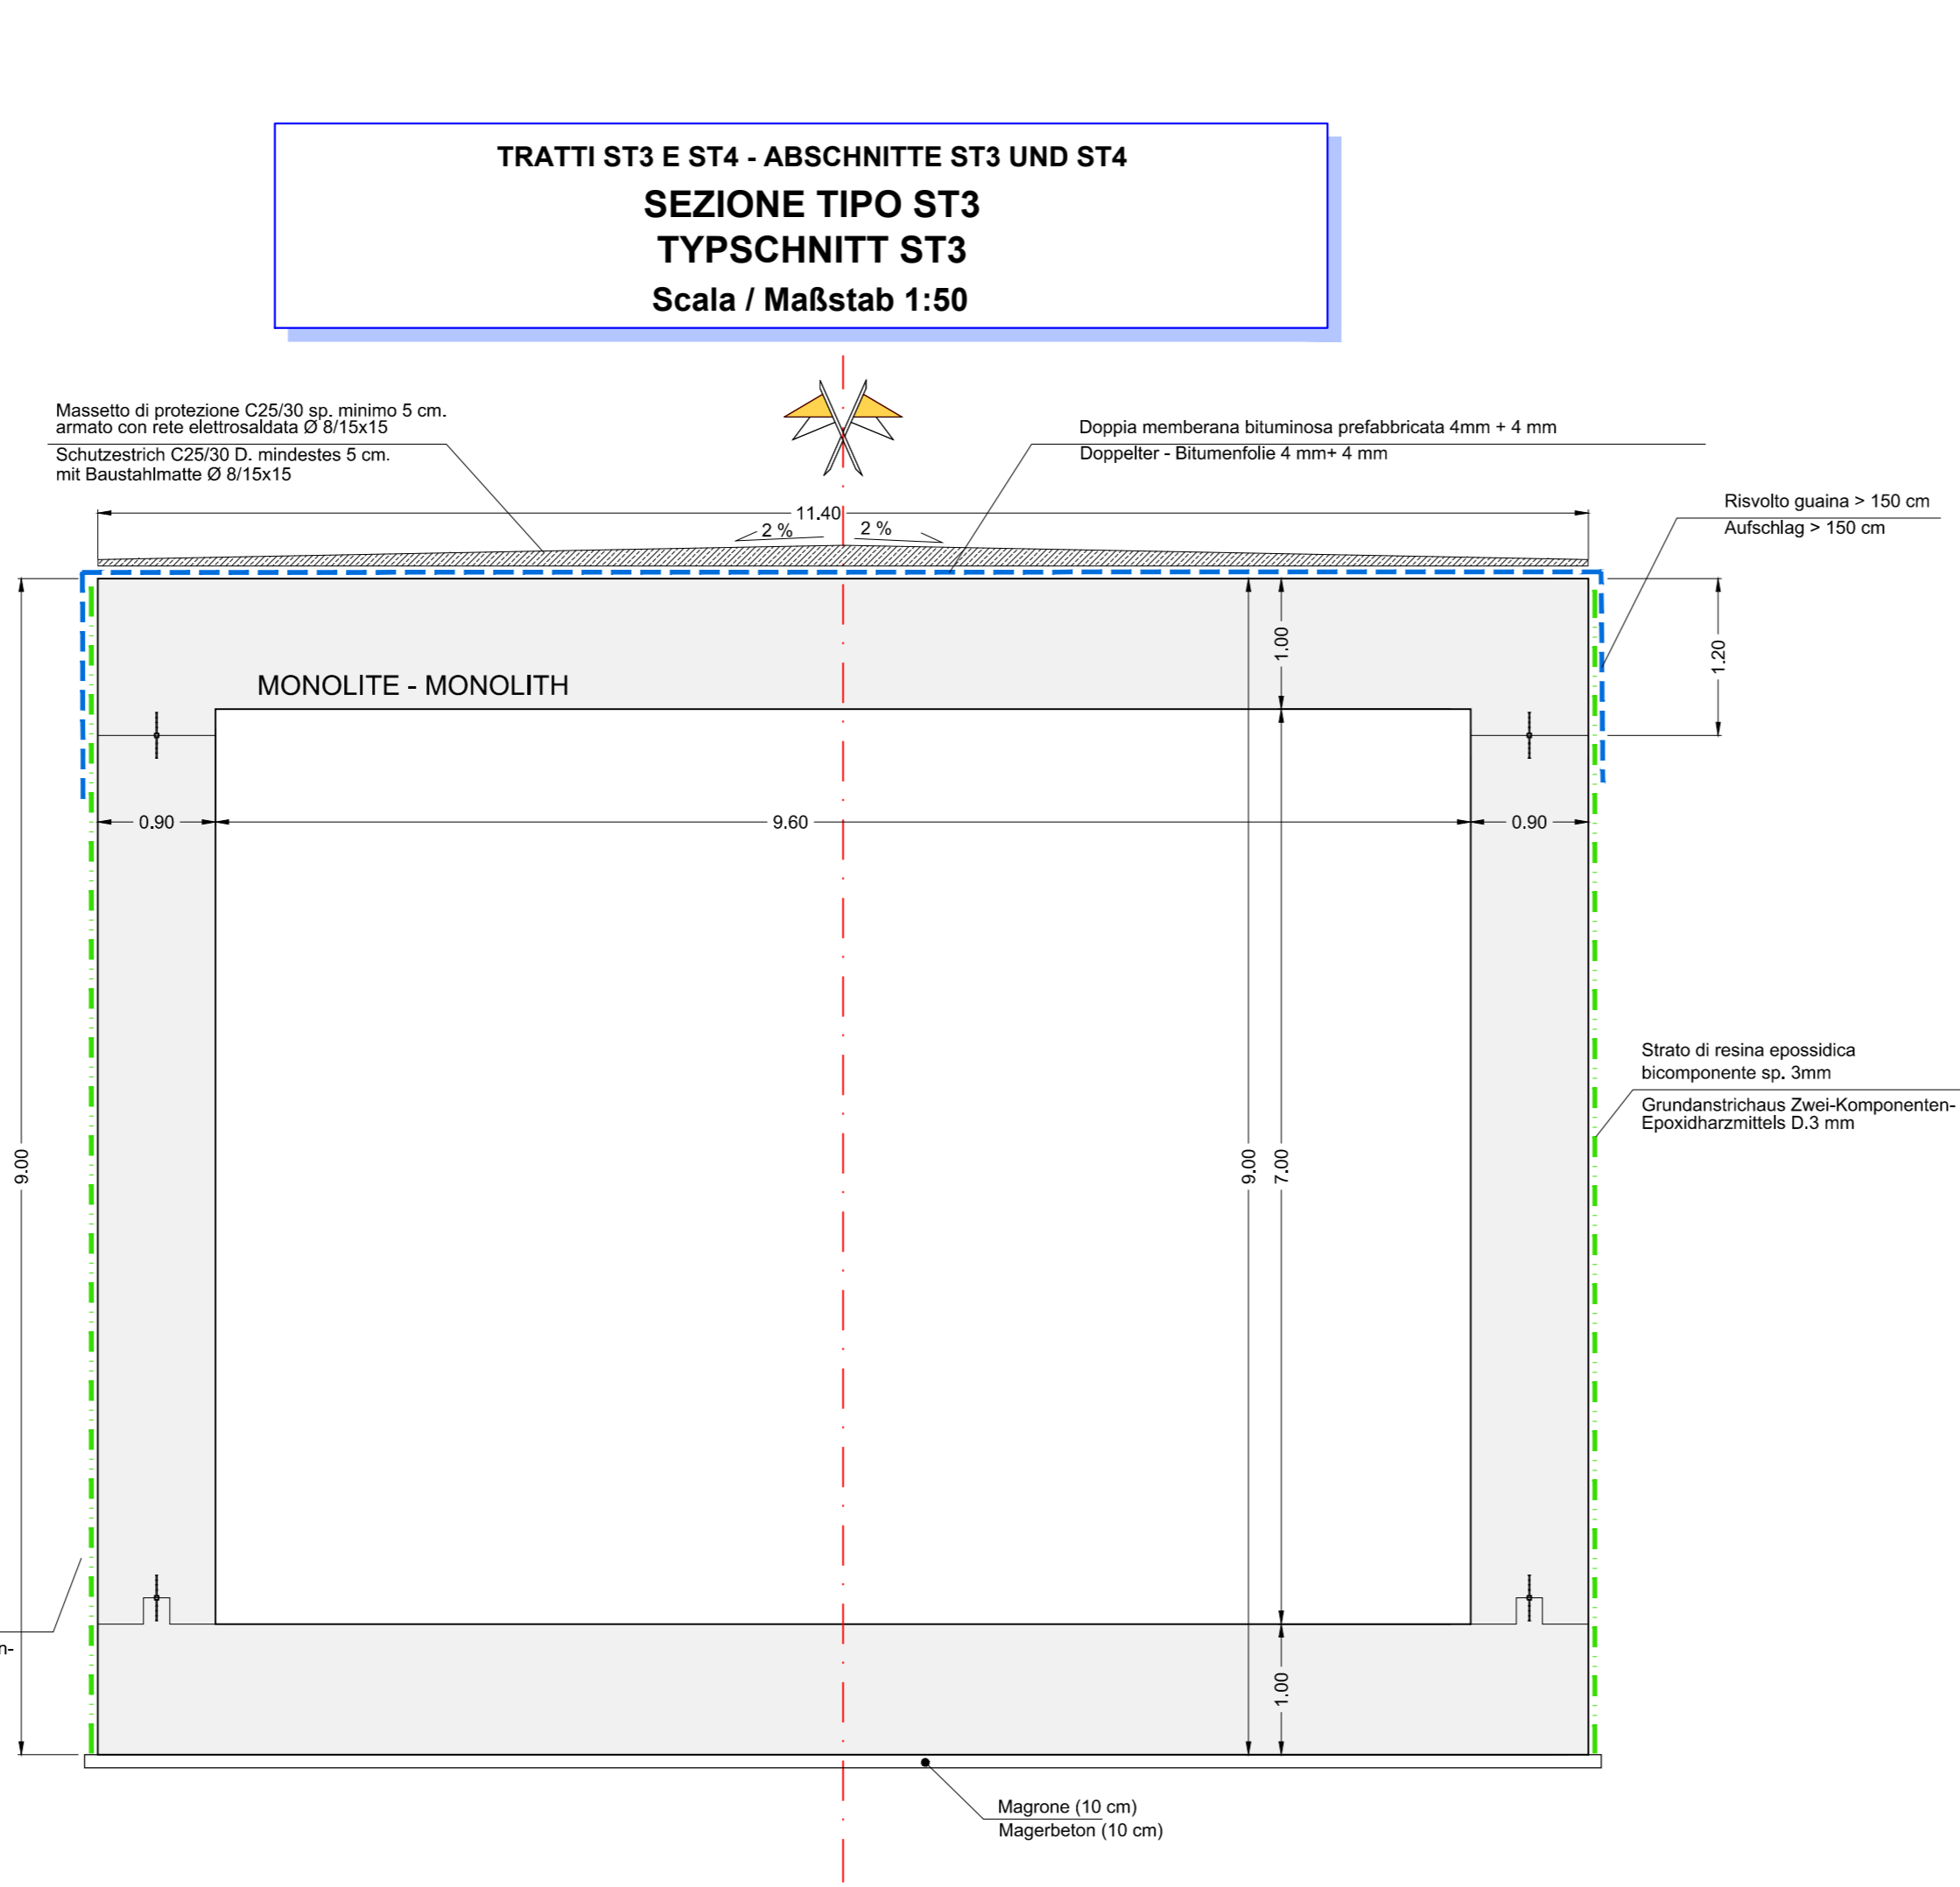 TRATTI ST3 E ST4 - ABSCHNITTE ST3 UND ST4
SEZIONE TIPO ST3
TYPSCHNITT ST3
Scala / Maßstab 1:50
Massetto di protezione C25/30 sp. minimo 5 cm.
armato con rete elettrosaldata Ø 8/15x15
Schutzestrich C25/30 D. mindestes 5 cm.
mit Baustahlmatte Ø 8/15x15
Doppia memberana bituminosa prefabbricata 4mm + 4 mm
Doppelter - Bitumenfolie 4 mm+ 4 mm
Risvolto guaina > 150 cm
Aufschlag > 150 cm
11.40
2 %
2 %
1.00
1.20
MONOLITE - MONOLITH
0.90
9.60
0.90
Strato di resina epossidica
bicomponente sp. 3mm
Grundanstrichaus Zwei-Komponenten-
Epoxidharzmittels D.3 mm
9.00
9.00
7.00
n-
1.00
Magrone (10 cm)
Magerbeton (10 cm)